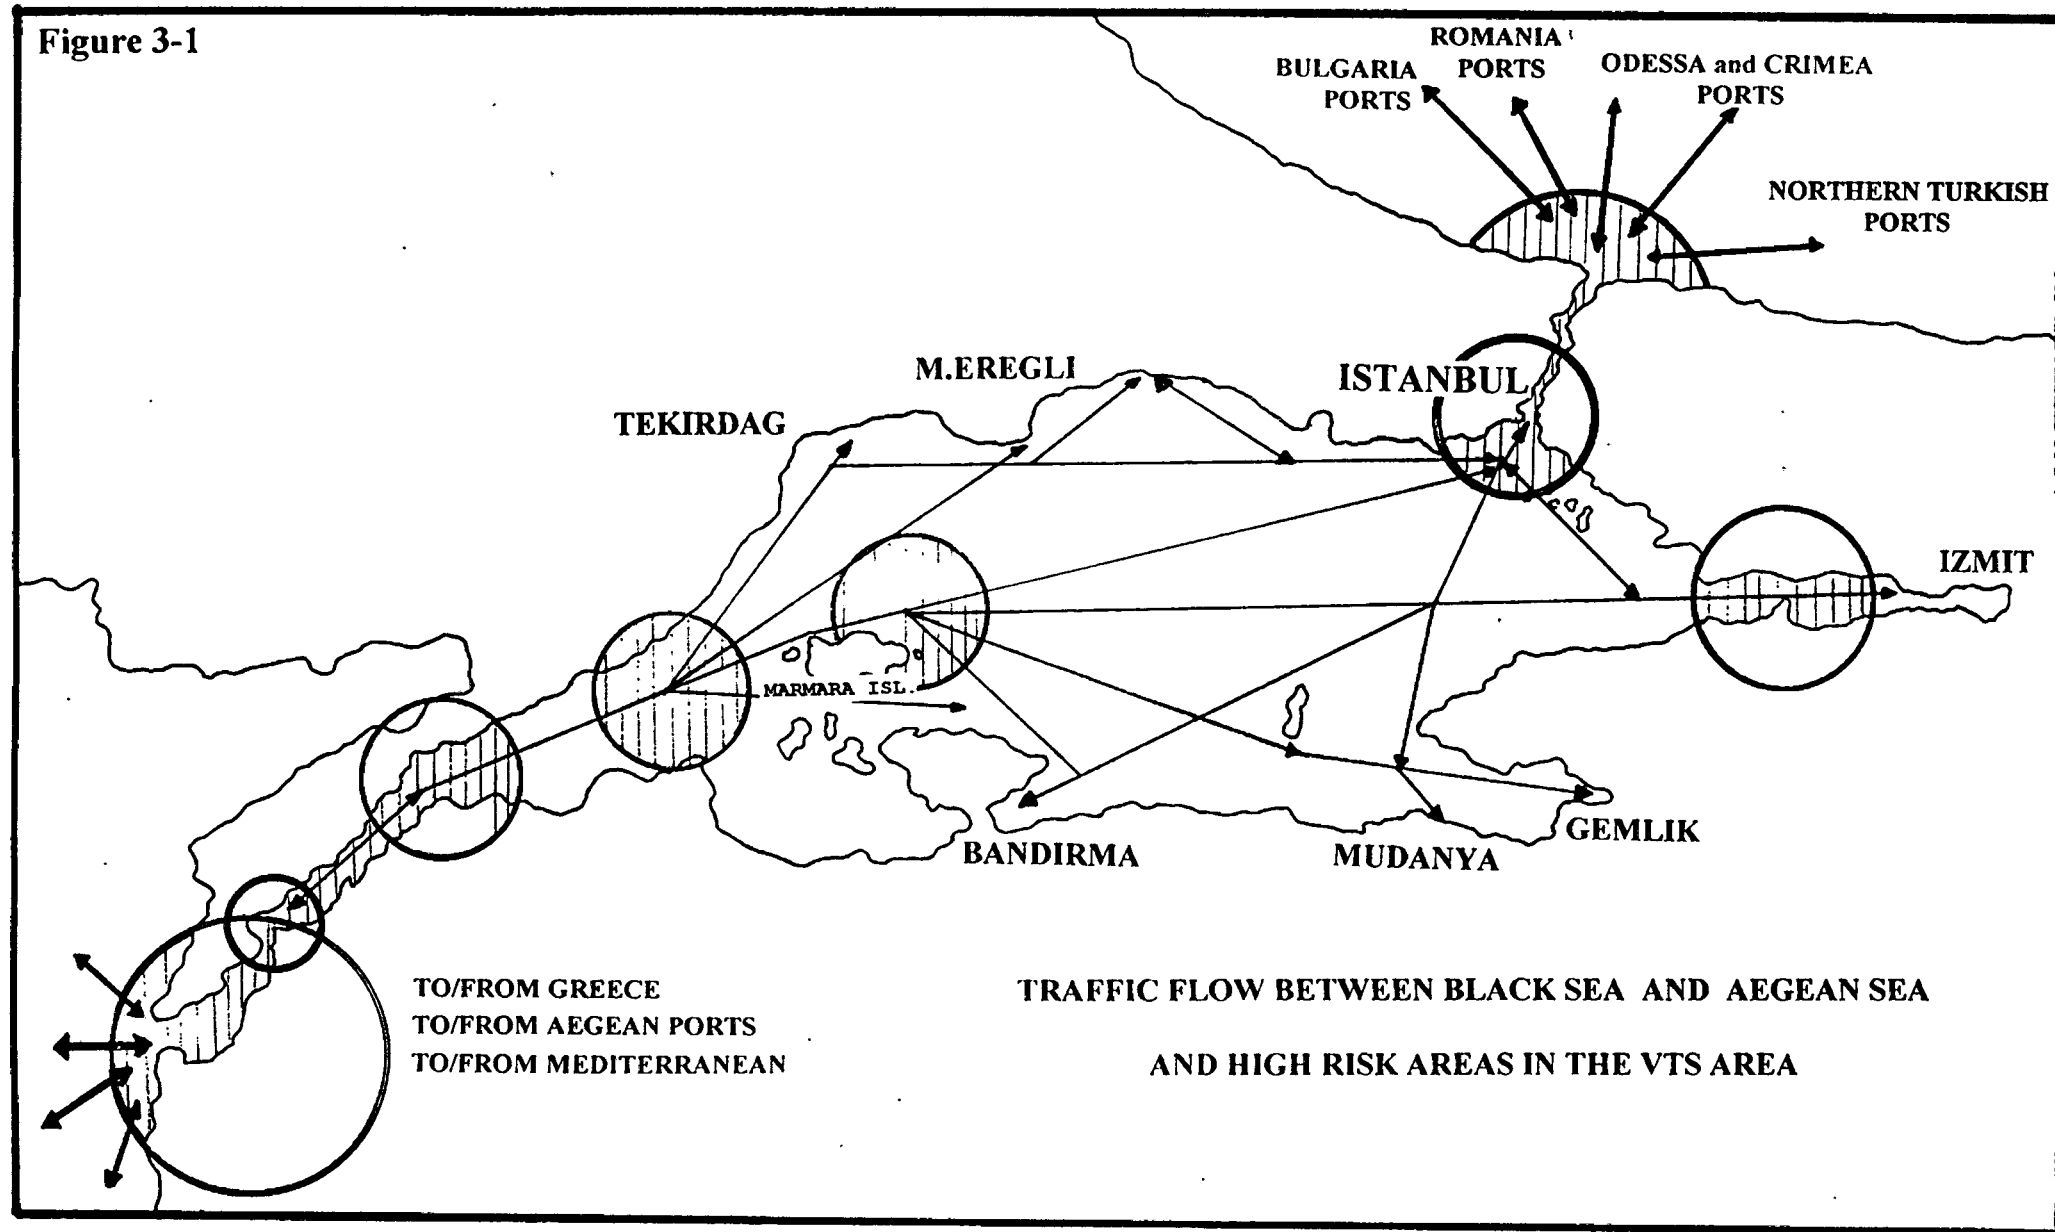 Figure 3-1
ROMANIA
PORTS
BULGARIA
PORTS
ODESSA and CRIMEA
PORTS
NORTHERN TURKISH
PORTS
M.EREGLI
ISTANBUL
TEKIRDAG
IZMIT
MARMARA ISL.
BANDIRMA
MUDANYA
GEMLIK
TO/FROM GREECE
TO/FROM AEGEAN PORTS
TO/FROM MEDITERRANEAN
TRAFFIC FLOW BETWEEN BLACK SEA AND AEGEAN SEA
AND HIGH RISK AREAS IN THE VTS AREA